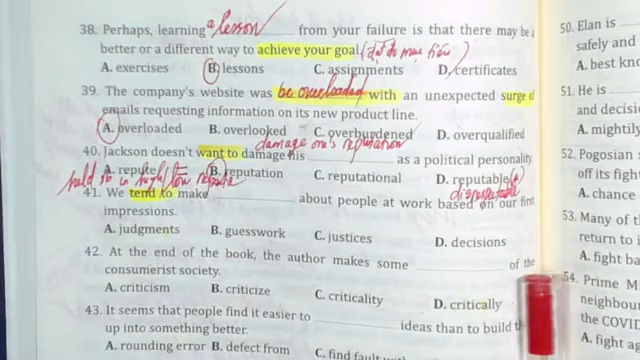 38. Perhaps, learning a lesson from your failure is that there may be a
better or a different way to achieve your goal. (đạt đc mục tiêu)
A. exercises B. lessons C. assignments D. certificates
39. The company's website was be overloaded with an unexpected surge of
emails requesting information on its new product line.
A. overloaded B. overlooked C. overburdened D. overqualified
damage one's reputation
40. Jackson doesn't want to damage his ________ as a political personality.
A. repute B. reputation C. reputational D. reputable
hold sb in high/low repute
disreputable
41. We tend to make ________ about people at work based on our first
impressions.
A. judgments B. guesswork C. justices D. decisions
42. At the end of the book, the author makes some ________ of the
consumerist society.
A. criticism B. criticize C. criticality D. critically
43. It seems that people find it easier to ________ ideas than to build
up into something better.
A. rounding error B. defect from C. find fault with
50. Elan is
safely and
A. best kno
51. He is
and decisi
A. mightily
52. Pogosian
off its figh
A. chance
53. Many of t
return to i
A. fight ba
54. Prime M
neighbou
the COVID
A. fight ag